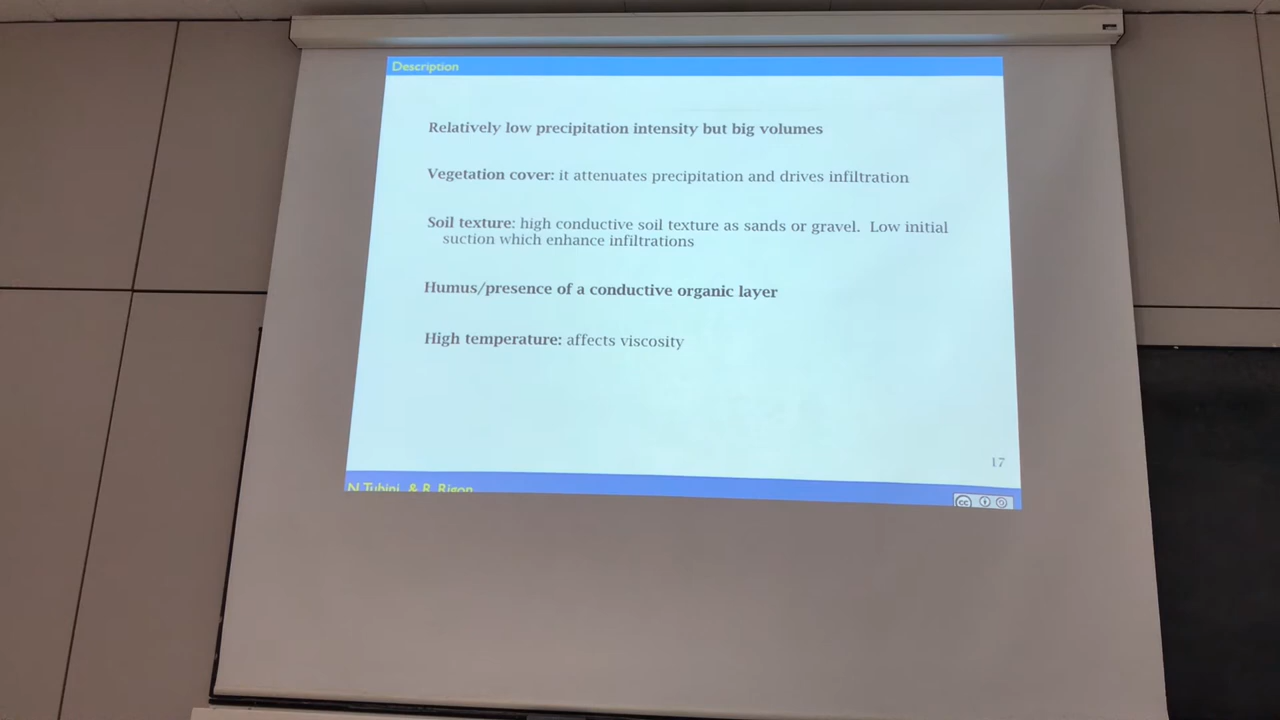 Description
Relatively low precipitation intensity but big volumes
Vegetation cover: it attenuates precipitation and drives infiltration
Soil texture: high conductive soil texture as sands or gravel. Low initial
suction which enhance infiltrations
Humus/presence of a conductive organic layer
High temperature: affects viscosity
17
N Tubini & R. Rigon
cc